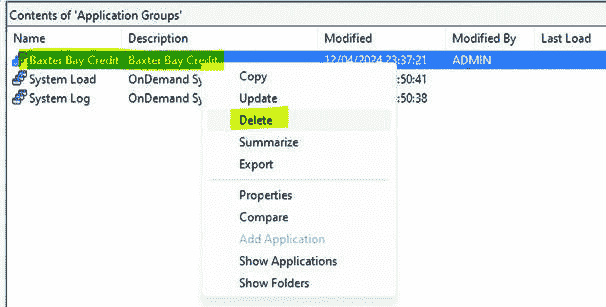 Contents of 'Application Groups'
Name Description Modified Modified By Last Load
Baxter Bay Credit Baxter Bay Credit 12/04/2024 23:37:21 ADMIN
System Load OnDemand Sy :50:41
System Log OnDemand Sy :50:38
Copy
Update
Delete
Summarize
Export
Properties
Compare
Add Application
Show Applications
Show Folders